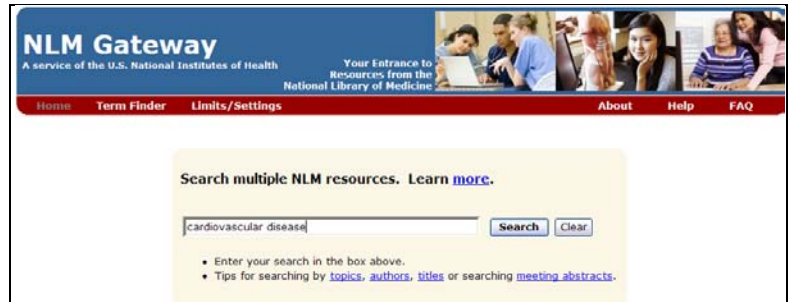 NLM Gateway
A service of the U.S. National Institutes of Health
Your Entrance to
Resources from the
National Library of Medicine
Home Term Finder Limits/Settings About Help FAQ
Search multiple NLM resources. Learn more.
cardiovascular disease Search Clear
• Enter your search in the box above.
• Tips for searching by topics, authors, titles or searching meeting abstracts.